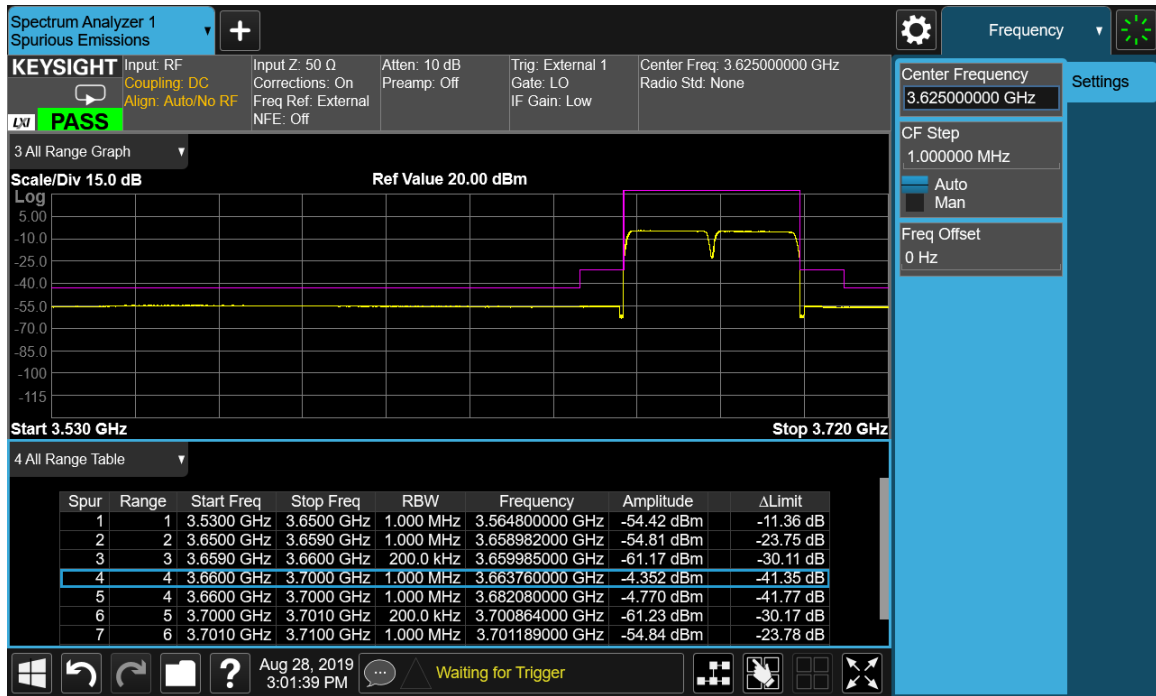 Spectrum Analyzer 1
Spurious Emissions
Frequency
KEYSIGHT
LXI PASS
Input: RF
Coupling: DC
Align: Auto/No RF
Input Z: 50 Ω
Corrections: On
Freq Ref: External
NFE: Off
Atten: 10 dB
Preamp: Off
Trig: External 1
Gate: LO
IF Gain: Low
Center Freq: 3.625000000 GHz
Radio Std: None
Center Frequency
3.625000000 GHz
Settings
CF Step
1.000000 MHz
Auto
Man
Freq Offset
0 Hz
3 All Range Graph
Scale/Div 15.0 dB Ref Value 20.00 dBm
Log
5.00
-10.0
-25.0
-40.0
-55.0
-70.0
-85.0
-100
-115
Start 3.530 GHz Stop 3.720 GHz
4 All Range Table
Spur Range Start Freq Stop Freq RBW Frequency Amplitude ΔLimit
1 1 3.5300 GHz 3.6500 GHz 1.000 MHz 3.564800000 GHz -54.42 dBm -11.36 dB
2 2 3.6500 GHz 3.6590 GHz 1.000 MHz 3.658982000 GHz -54.81 dBm -23.75 dB
3 3 3.6590 GHz 3.6600 GHz 200.0 kHz 3.659985000 GHz -61.17 dBm -30.11 dB
4 4 3.6600 GHz 3.7000 GHz 1.000 MHz 3.663760000 GHz -4.352 dBm -41.35 dB
5 4 3.6600 GHz 3.7000 GHz 1.000 MHz 3.682080000 GHz -4.770 dBm -41.77 dB
6 5 3.7000 GHz 3.7010 GHz 200.0 kHz 3.700864000 GHz -61.23 dBm -30.17 dB
7 6 3.7010 GHz 3.7100 GHz 1.000 MHz 3.701189000 GHz -54.84 dBm -23.78 dB
Aug 28, 2019
3:01:39 PM
Waiting for Trigger